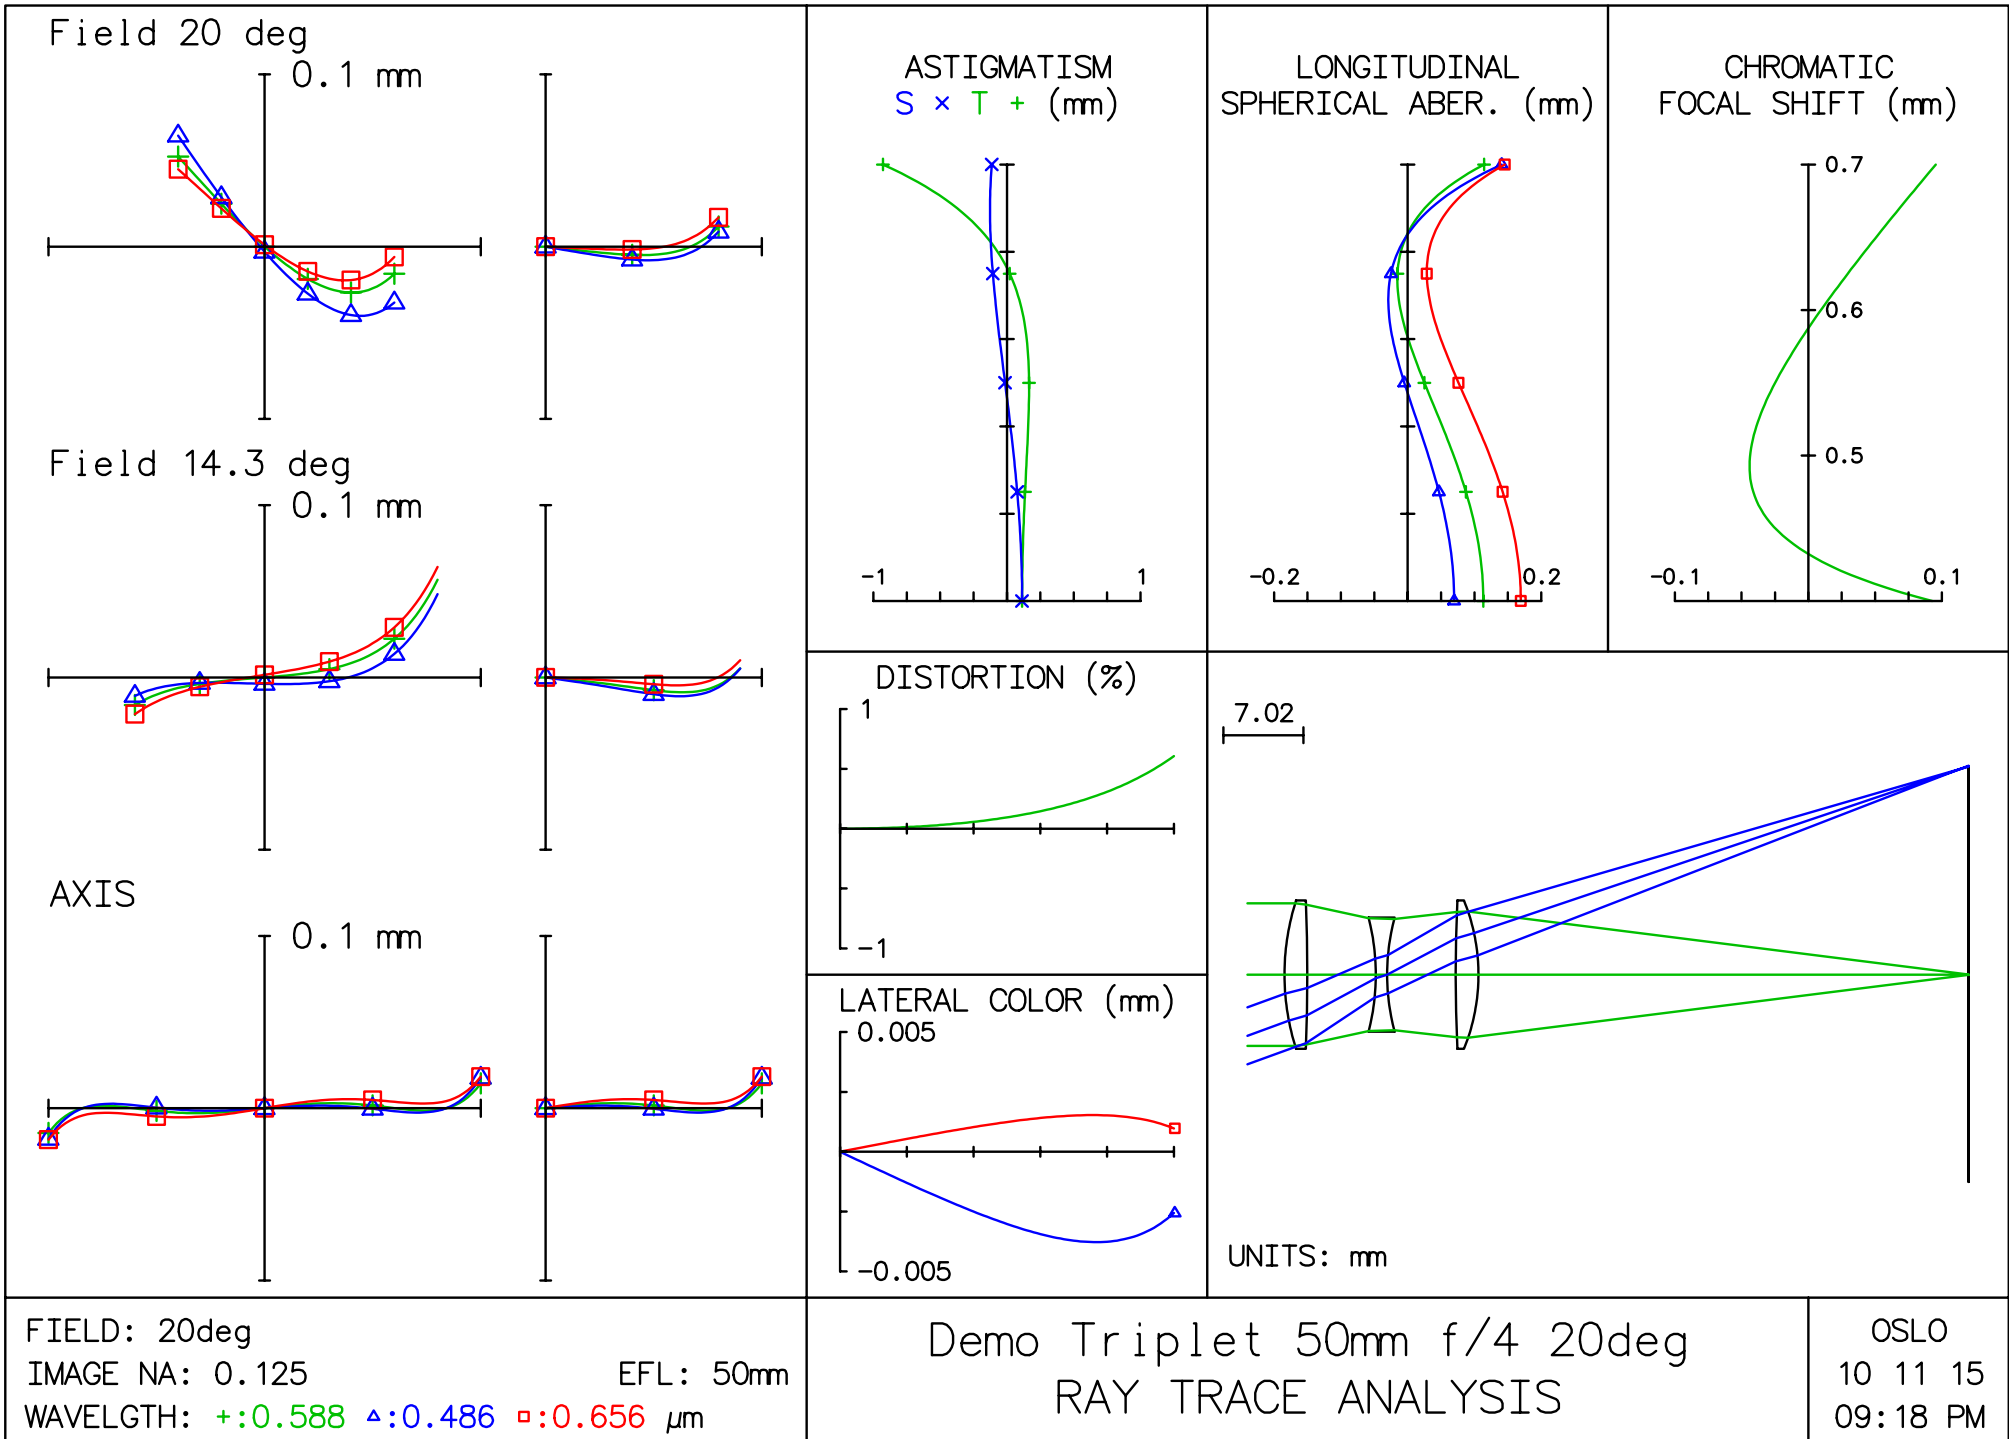 Field 20 deg
0.1 mm
Field 14.3 deg
0.1 mm
AXIS
0.1 mm
ASTIGMATISM
S × T + (mm)
-1 1
LONGITUDINAL
SPHERICAL ABER. (mm)
-0.2 0.2
CHROMATIC
FOCAL SHIFT (mm)
0.7
0.6
0.5
-0.1 0.1
DISTORTION (%)
1
-1
LATERAL COLOR (mm)
0.005
-0.005
7.02
UNITS: mm
FIELD: 20deg
IMAGE NA: 0.125 EFL: 50mm
WAVELGTH: +:0.588 △:0.486 □:0.656 µm
Demo Triplet 50mm f/4 20deg
RAY TRACE ANALYSIS
OSLO
10 11 15
09:18 PM